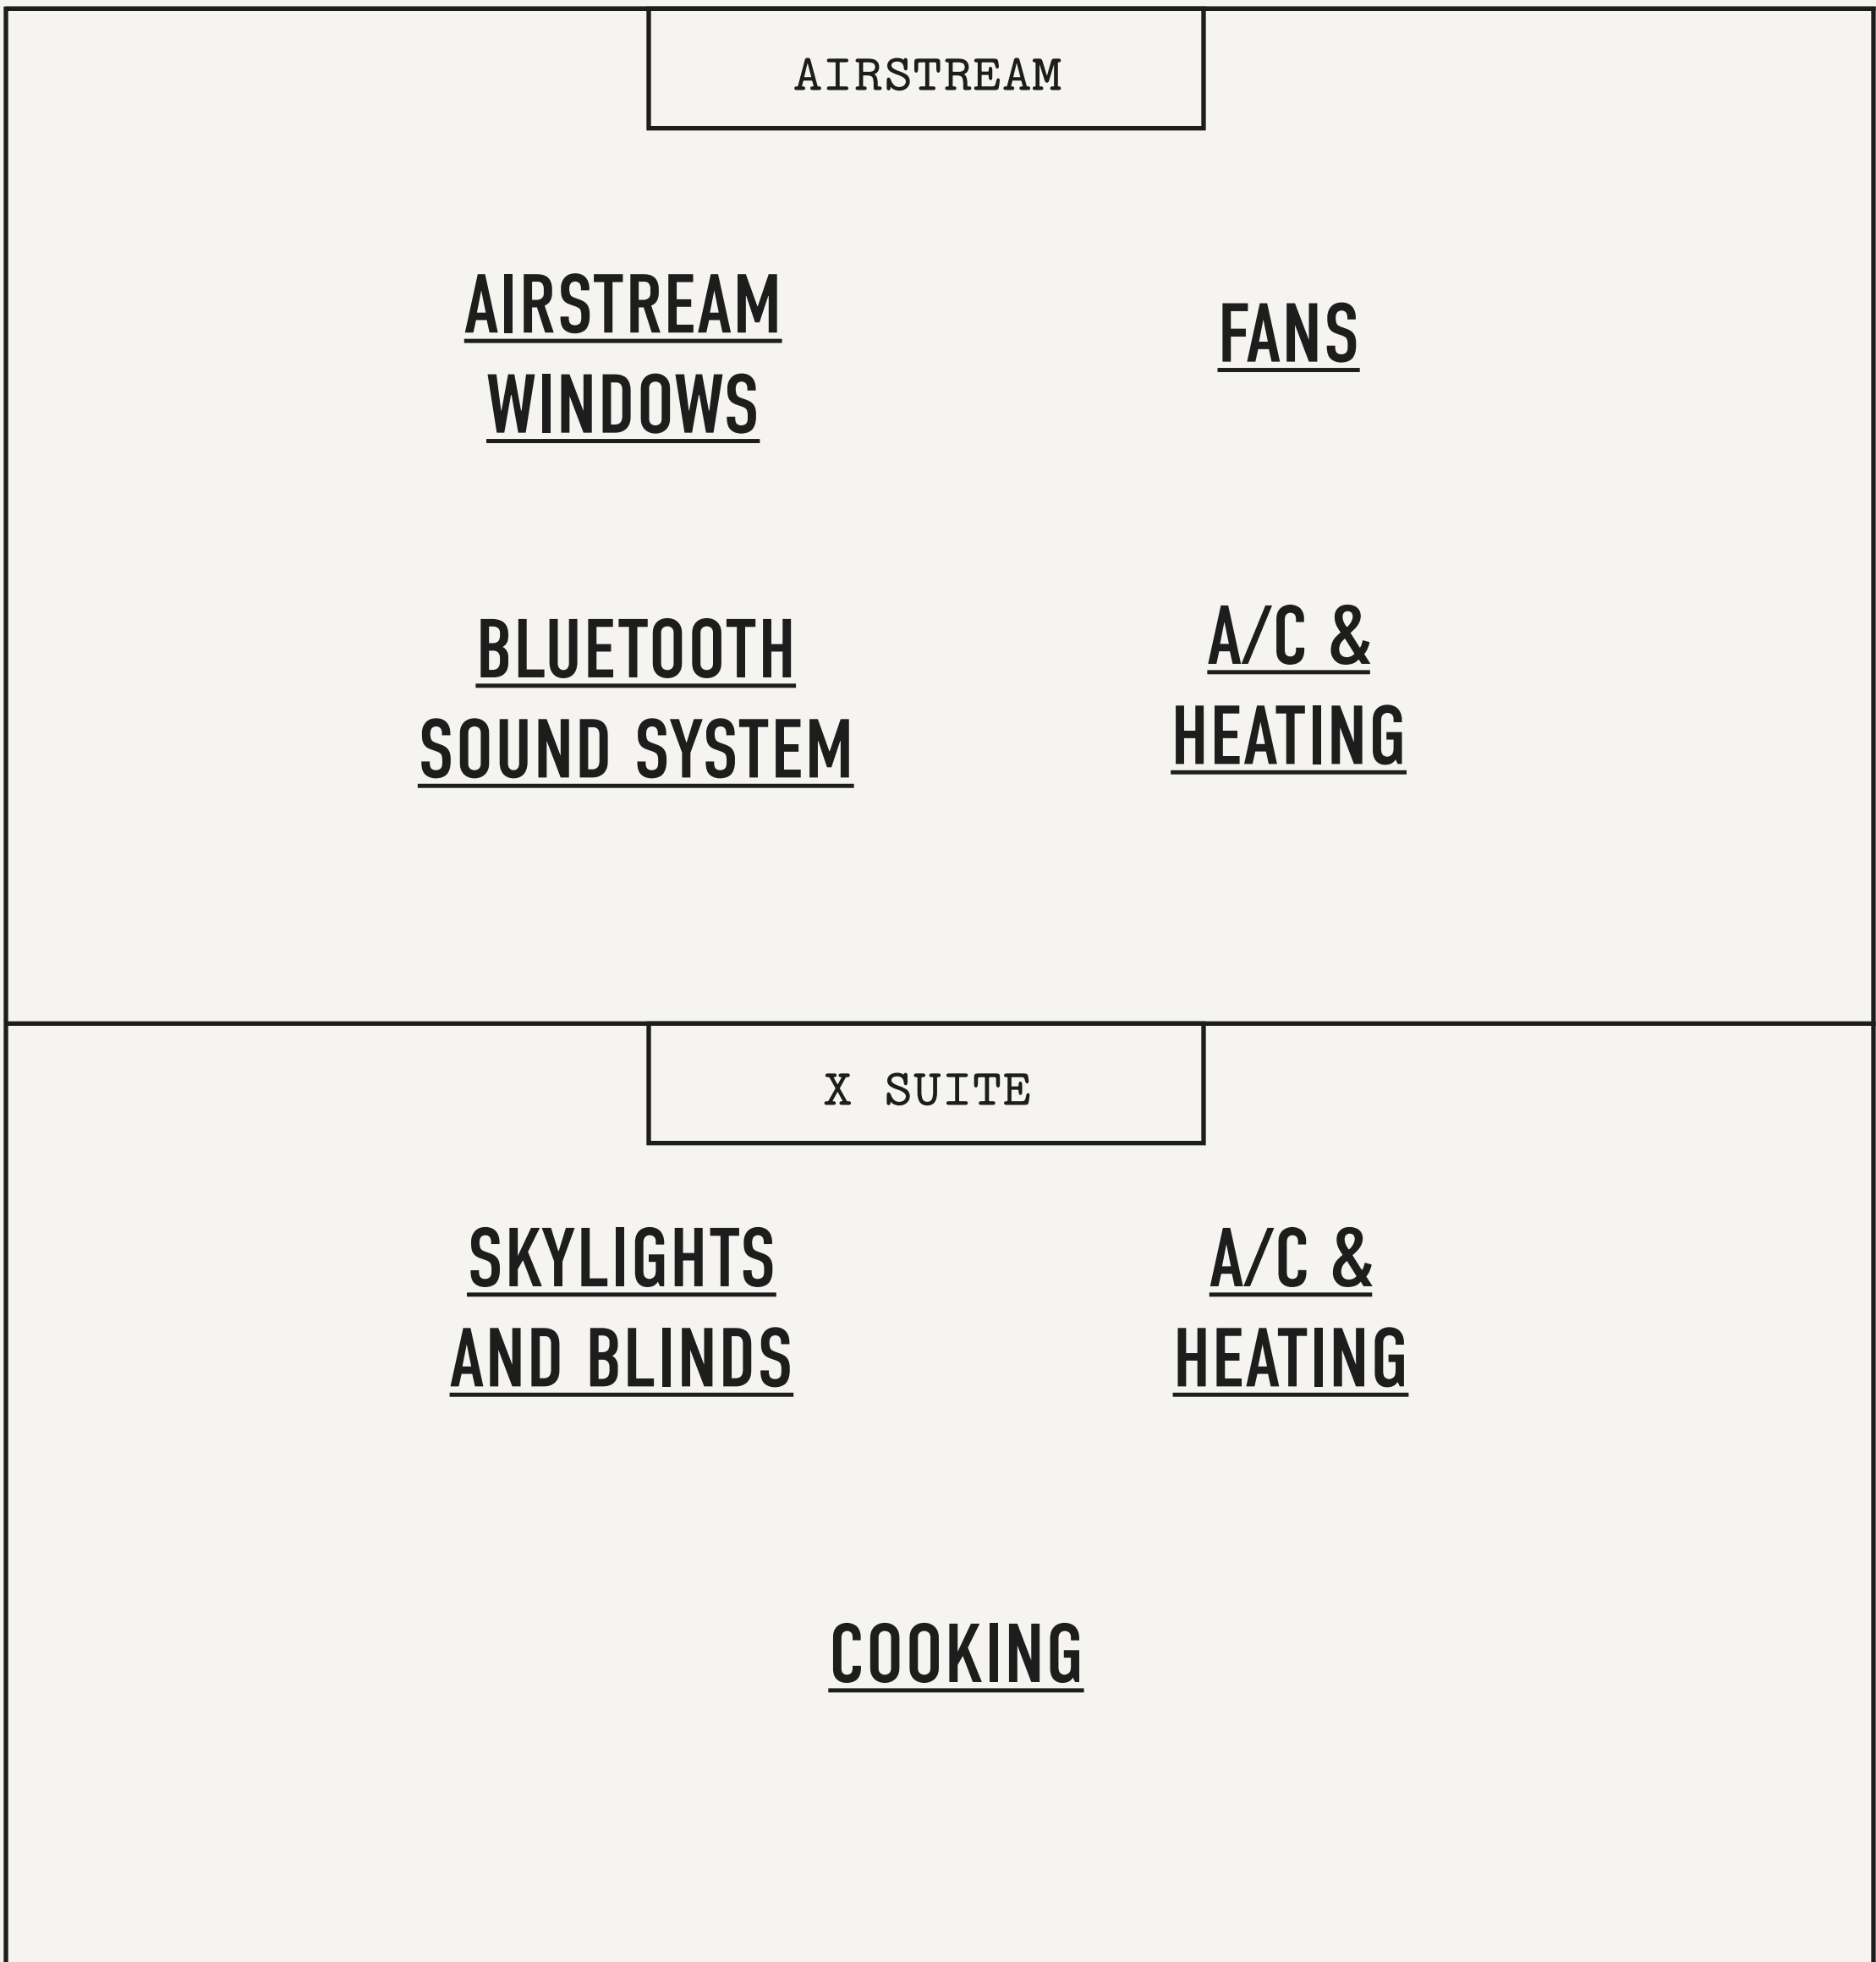 AIRSTREAM
AIRSTREAM
WINDOWS
FANS
BLUETOOTH
SOUND SYSTEM
A/C &
HEATING
X SUITE
SKYLIGHTS
AND BLINDS
A/C &
HEATING
COOKING